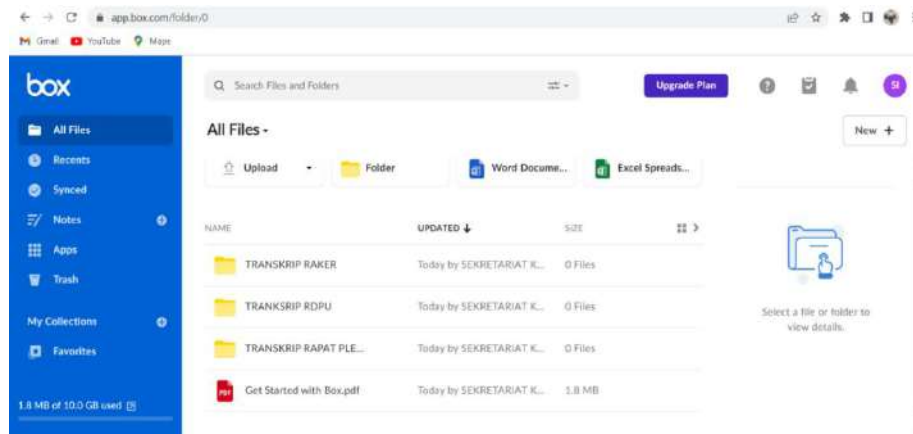 app.box.com/folder/0
Gmail YouTube Maps
box
Search Files and Folders
Upgrade Plan
SI
All Files
All Files
New +
Recents
Upload
Folder
Word Docume...
Excel Spreads...
Synced
Notes
NAME
UPDATED
SIZE
Apps
TRANSKRIP RAKER
Today by SEKRETARIAT K...
0 Files
Trash
TRANKSRIP RDPU
Today by SEKRETARIAT K...
0 Files
Select a file or folder to
view details.
My Collections
TRANSKRIP RAPAT PLE...
Today by SEKRETARIAT K...
0 Files
Favorites
PDF
Get Started with Box.pdf
Today by SEKRETARIAT K...
1.8 MB
1.8 MB of 10.0 GB used